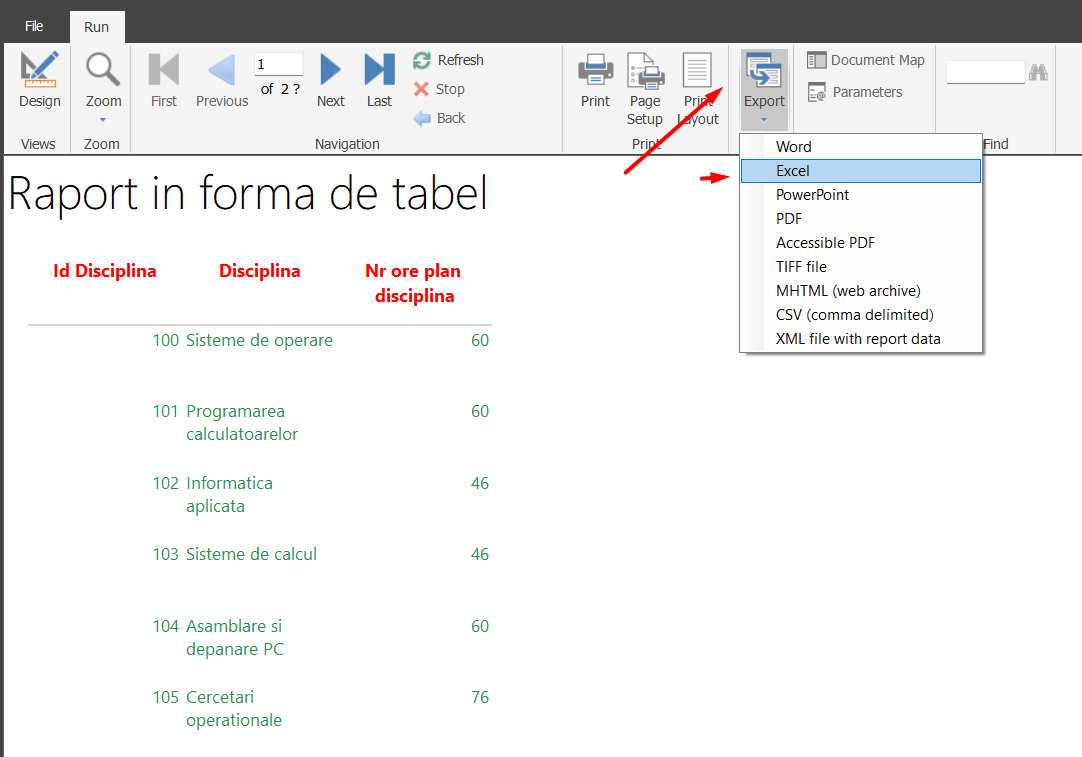 File Run
Design
Views
Zoom
Zoom
First
Previous
1
of 2 ?
Next
Last
Refresh
Stop
Back
Navigation
Print
Page
Setup
Print
Layout
Print
Export
Document Map
Parameters
Find
Word
Excel
PowerPoint
PDF
Accessible PDF
TIFF file
MHTML (web archive)
CSV (comma delimited)
XML file with report data
Raport in forma de tabel
Id Disciplina Disciplina Nr ore plan
disciplina
100 Sisteme de operare 60
101 Programarea 60
calculatoarelor
102 Informatica 46
aplicata
103 Sisteme de calcul 46
104 Asamblare si 60
depanare PC
105 Cercetari 76
operationale